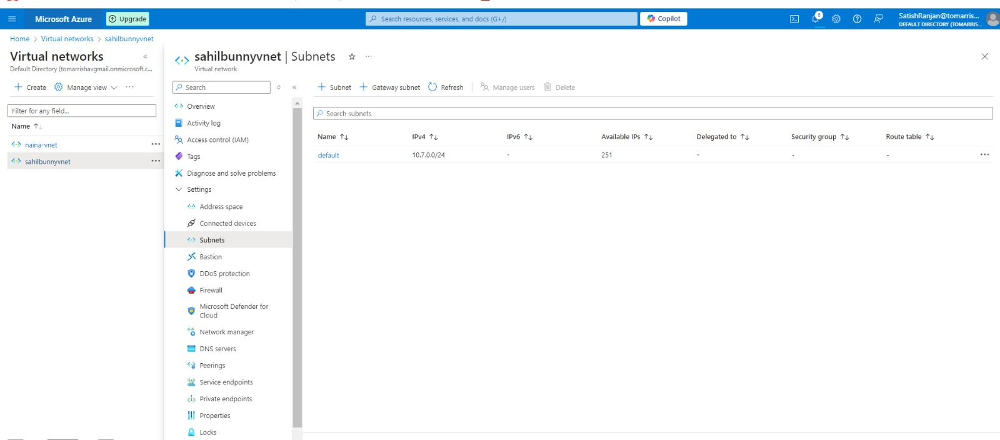 Microsoft Azure
Upgrade
Search resources, services, and docs (G+/)
Copilot
6
SatishRanjan@tomarris...
DEFAULT DIRECTORY (TOMARRIS...
Home > Virtual networks > sahilbunnyvnet
Virtual networks
«
Default Directory (tomarrishavgmail.onmicrosoft.c...
+ Create
Manage view
...
Filter for any field...
Name ↑↓
naina-vnet
...
sahilbunnyvnet
...
sahilbunnyvnet | Subnets
...
Virtual network
Search
«
Overview
Activity log
Access control (IAM)
Tags
Diagnose and solve problems
Settings
Address space
Connected devices
Subnets
Bastion
DDoS protection
Firewall
Microsoft Defender for
Cloud
Network manager
DNS servers
Peerings
Service endpoints
Private endpoints
Properties
Locks
+ Subnet + Gateway subnet Refresh Manage users Delete
Search subnets
Name ↑↓ IPv4 ↑↓ IPv6 ↑↓ Available IPs ↑↓ Delegated to ↑↓ Security group ↑↓ Route table ↑↓
default 10.7.0.0/24 - 251 - - - ...